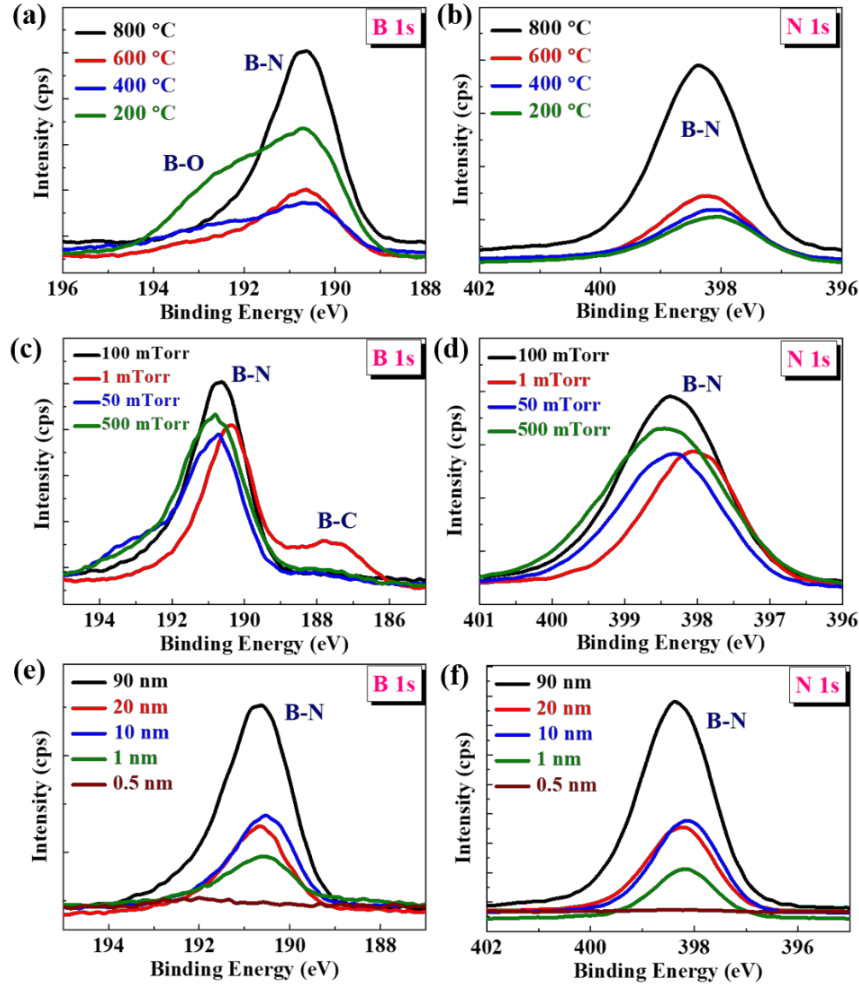 (a)
B 1s
800 °C
600 °C
400 °C
200 °C
B-N
B-O
Intensity (cps)
196 194 192 190 188
Binding Energy (eV)
(b)
N 1s
800 °C
600 °C
400 °C
200 °C
B-N
Intensity (cps)
402 400 398 396
Binding Energy (eV)
(c)
B 1s
100 mTorr
1 mTorr
50 mTorr
500 mTorr
B-N
B-C
Intensity (cps)
194 192 190 188 186
Binding Energy (eV)
(d)
N 1s
100 mTorr
1 mTorr
50 mTorr
500 mTorr
B-N
Intensity (cps)
401 400 399 398 397 396
Binding Energy (eV)
(e)
B 1s
90 nm
20 nm
10 nm
1 nm
0.5 nm
B-N
Intensity (cps)
194 192 190 188
Binding Energy (eV)
(f)
N 1s
90 nm
20 nm
10 nm
1 nm
0.5 nm
B-N
Intensity (cps)
402 400 398 396
Binding Energy (eV)